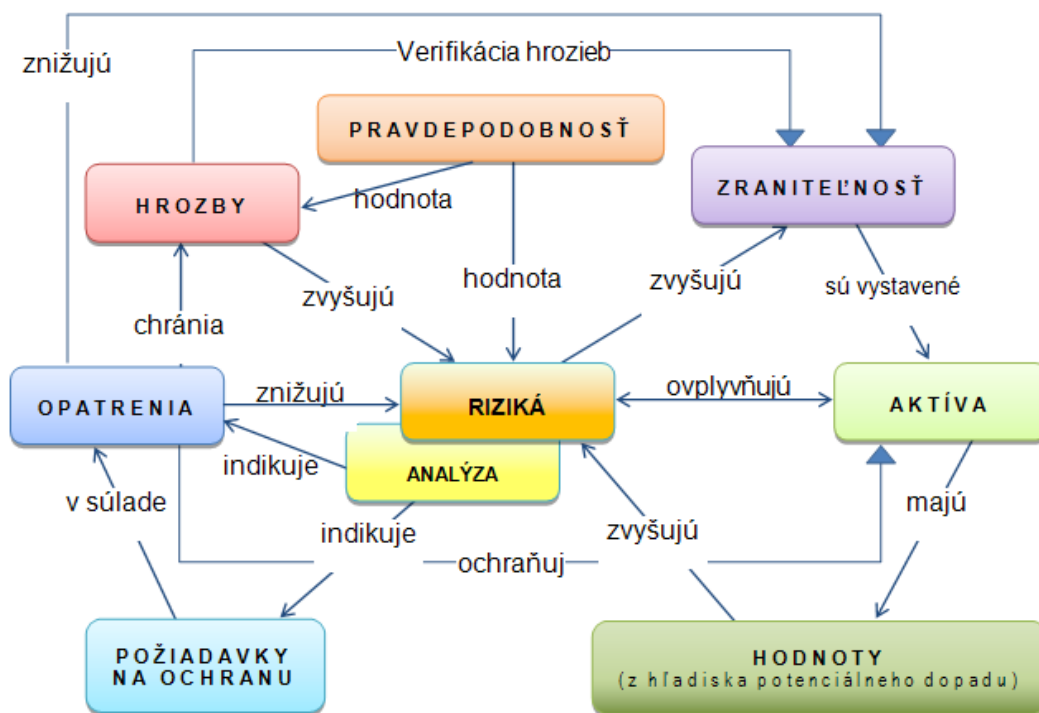 znižujú
Verifikácia hrozieb
PRAVDEPODOBNOSŤ
HROZBY
hodnota
ZRANITEĽNOSŤ
zvyšujú
hodnota
zvyšujú
sú vystavené
chránia
OPATRENIA
znižujú
RIZIKÁ
ovplyvňujú
AKTÍVA
indikuje
ANALÝZA
v súlade
indikuje
zvyšujú
majú
ochraňuj
POŽIADAVKY
NA OCHRANU
HODNOTY
(z hľadiska potenciálneho dopadu)